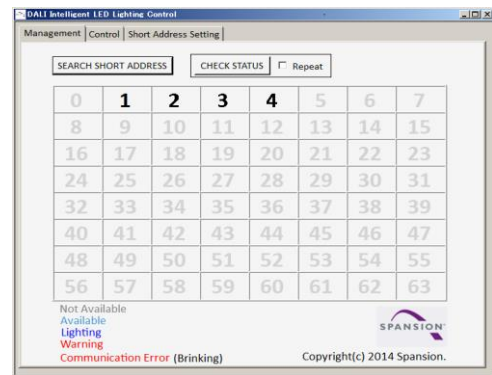 DALI Intelligent LED Lighting Control
Management Control Short Address Setting
SEARCH SHORT ADDRESS CHECK STATUS Repeat
0 1 2 3 4 5 6 7
8 9 10 11 12 13 14 15
16 17 18 19 20 21 22 23
24 25 26 27 28 29 30 31
32 33 34 35 36 37 38 39
40 41 42 43 44 45 46 47
48 49 50 51 52 53 54 55
56 57 58 59 60 61 62 63
Not Available
Available
Lighting
Warning
Communication Error (Brinking)
SPANSION
Copyright(c) 2014 Spansion.